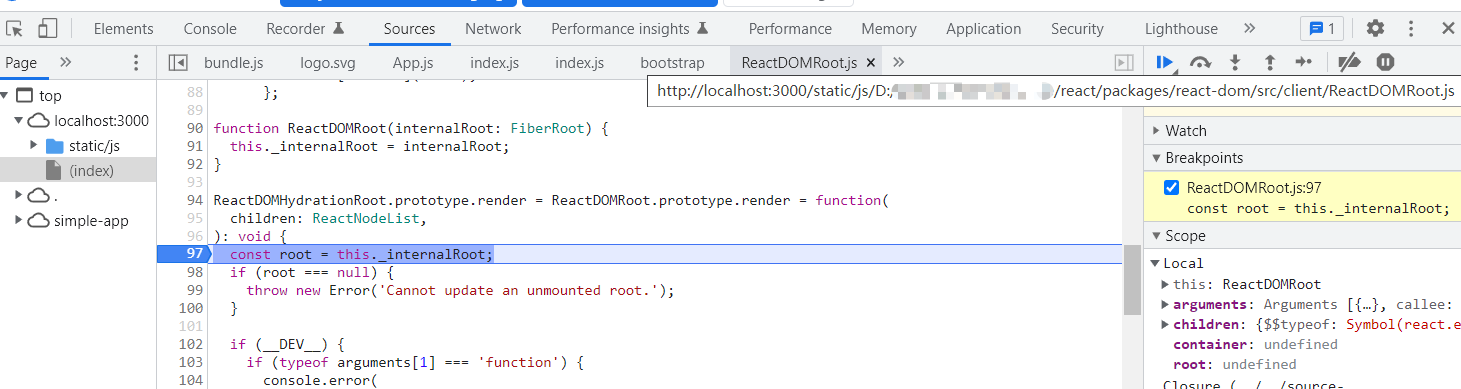 Elements Console Recorder Sources Network Performance insights Performance Memory Application Security Lighthouse » 1
Page »
bundle.js logo.svg App.js index.js index.js bootstrap ReactDOMRoot.js × »
http://localhost:3000/static/js/D:/ /react/packages/react-dom/src/client/ReactDOMRoot.js
top
localhost:3000
static/js
(index)
.
simple-app
88 };
89
90 function ReactDOMRoot(internalRoot: FiberRoot) {
91 this._internalRoot = internalRoot;
92 }
93
94 ReactDOMHydrationRoot.prototype.render = ReactDOMRoot.prototype.render = function(
95 children: ReactNodeList,
96 ): void {
97 const root = this._internalRoot;
98 if (root === null) {
99 throw new Error('Cannot update an unmounted root.');
100 }
101
102 if (__DEV__) {
103 if (typeof arguments[1] === 'function') {
104 console.error(
Watch
Breakpoints
ReactDOMRoot.js:97
const root = this._internalRoot;
Scope
Local
this: ReactDOMRoot
arguments: Arguments [{…}, callee:
children: {$$typeof: Symbol(react.e
container: undefined
root: undefined